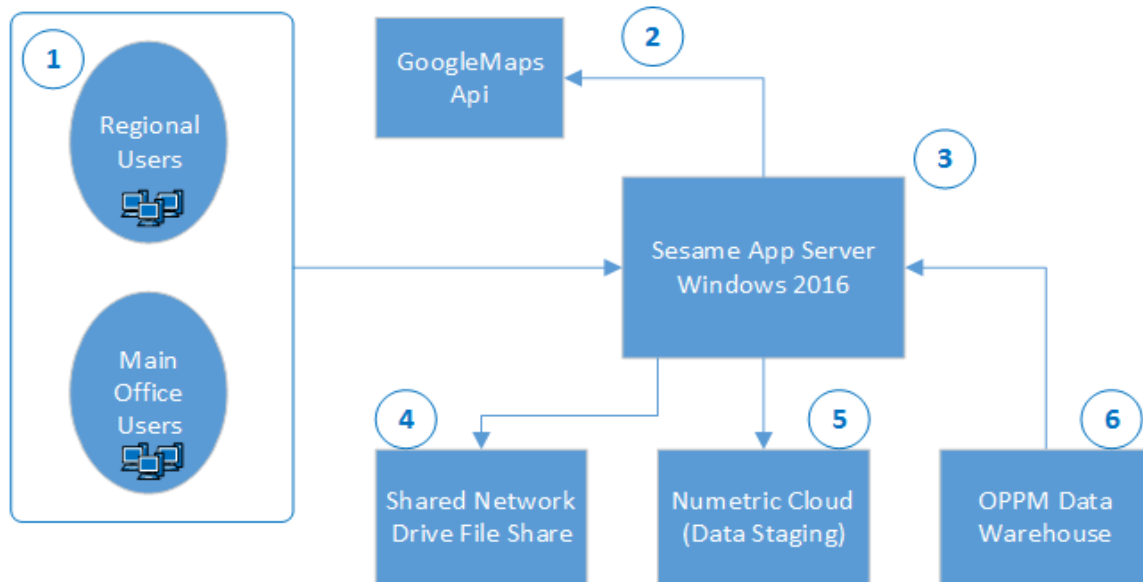 1
Regional
Users
Main
Office
Users
GoogleMaps
Api
2
3
Sesame App Server
Windows 2016
4
Shared Network
Drive File Share
5
Numetric Cloud
(Data Staging)
6
OPPM Data
Warehouse